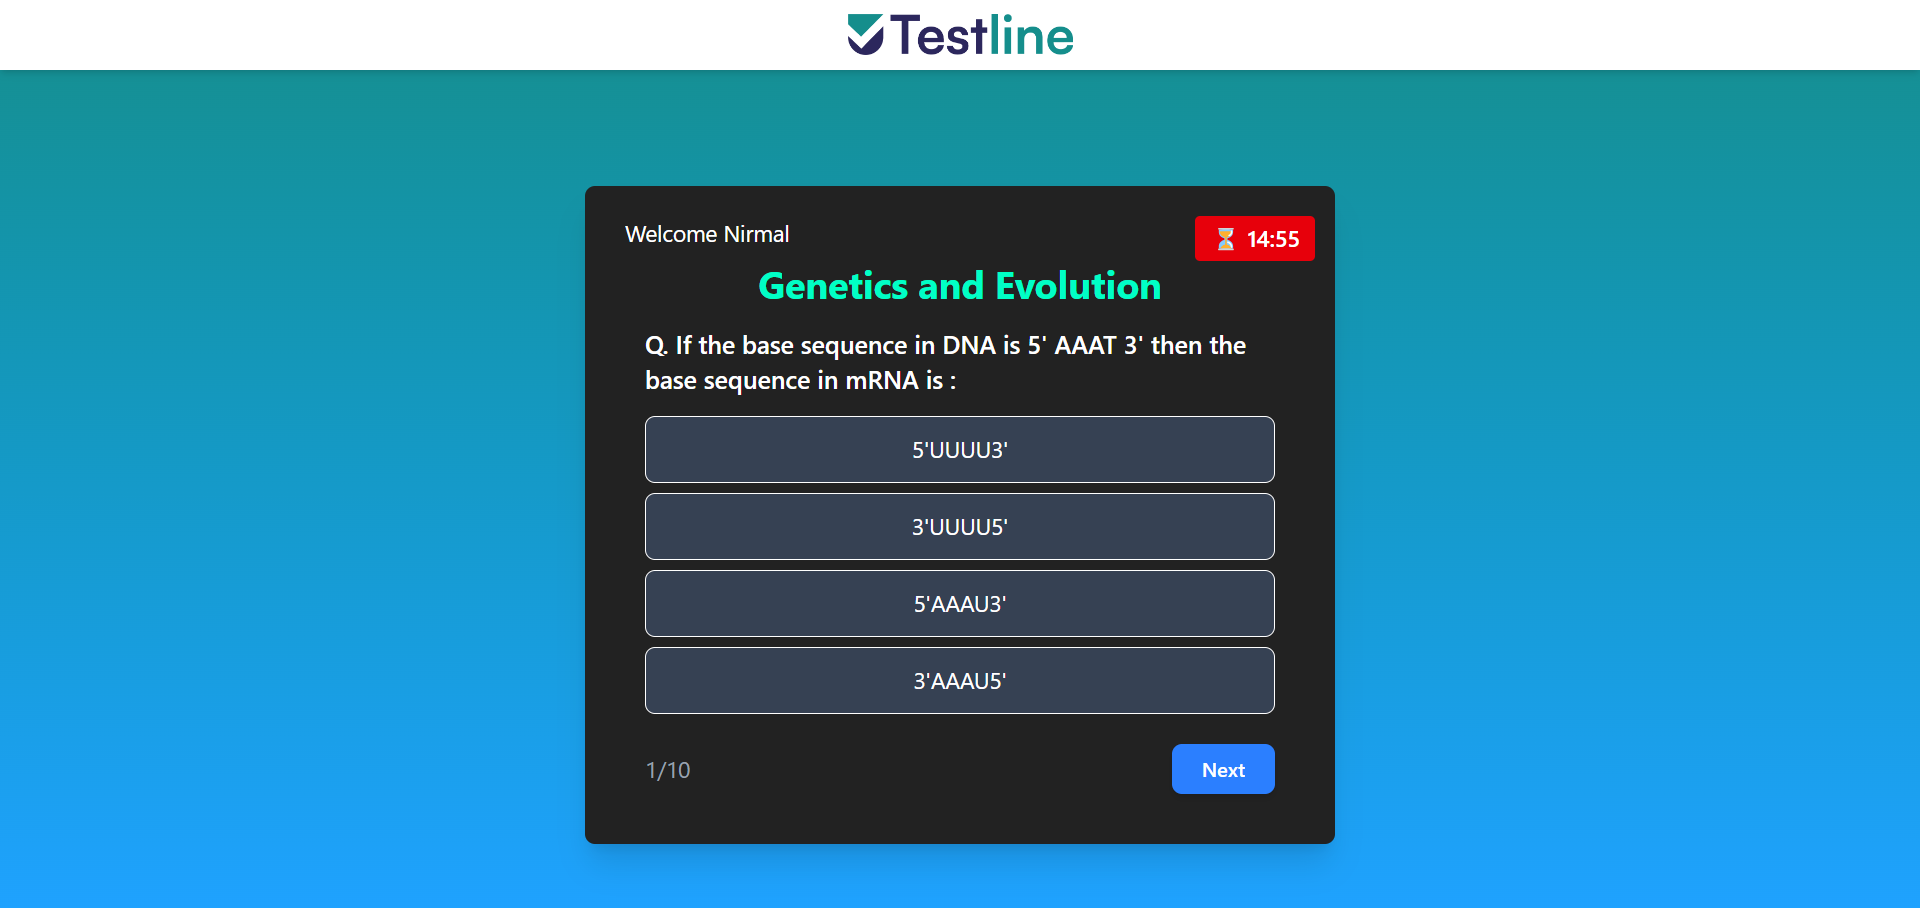 Testline
Welcome Nirmal
⏳ 14:55
Genetics and Evolution
Q. If the base sequence in DNA is 5' AAAT 3' then the
base sequence in mRNA is :
5'UUUU3'
3'UUUU5'
5'AAAU3'
3'AAAU5'
1/10
Next